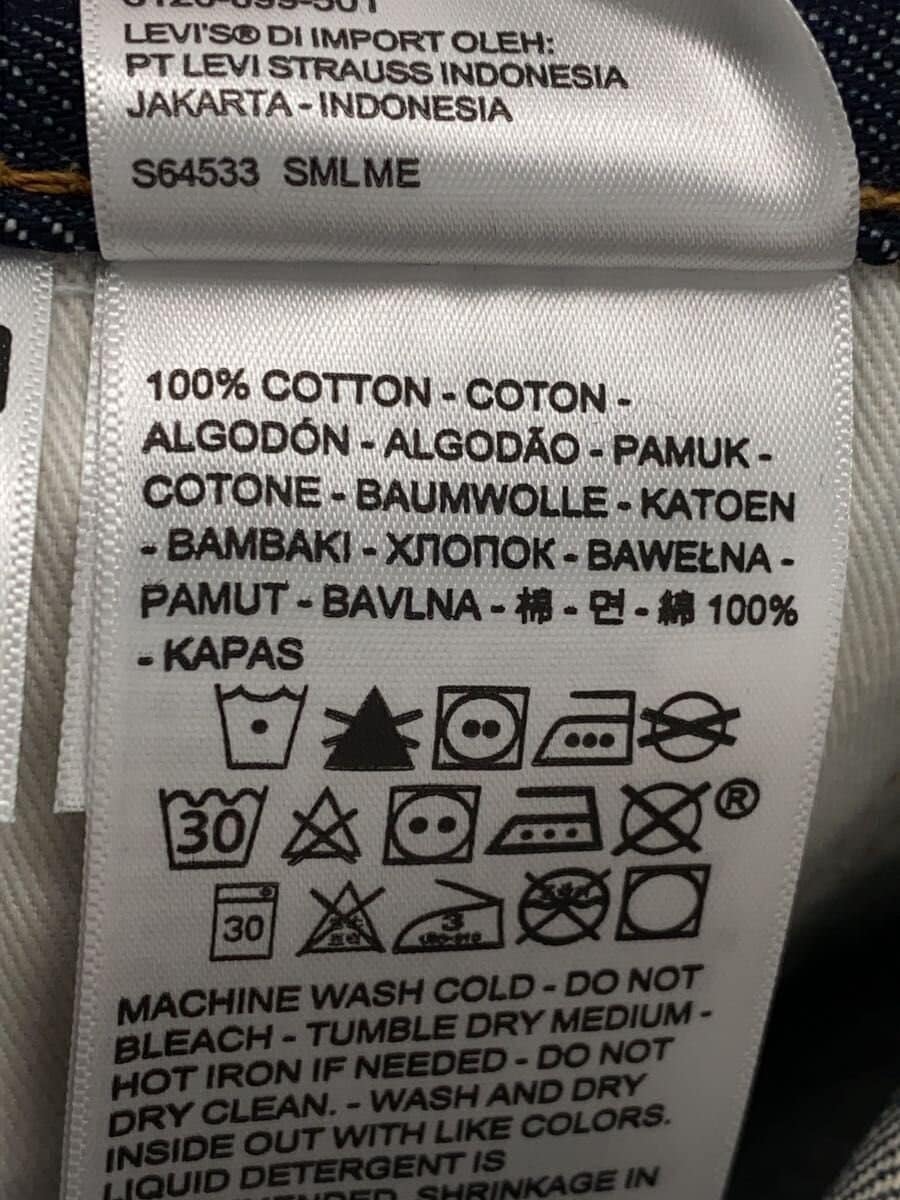 LEVI'S® DI IMPORT OLEH:
PT LEVI STRAUSS INDONESIA
JAKARTA - INDONESIA
S64533 SMLME
100% COTTON - COTON -
ALGODÓN - ALGODÃO - PAMUK -
COTONE - BAUMWOLLE - KATOEN
- BAMBAKI - ХЛОПОК - BAWEŁNA -
PAMUT - BAVLNA - 棉 - 면 - 綿 100%
- KAPAS
®
30
30
3
MACHINE WASH COLD - DO NOT
BLEACH - TUMBLE DRY MEDIUM -
HOT IRON IF NEEDED - DO NOT
DRY CLEAN. - WASH AND DRY
INSIDE OUT WITH LIKE COLORS.
LIQUID DETERGENT IS
SHRINKAGE IN